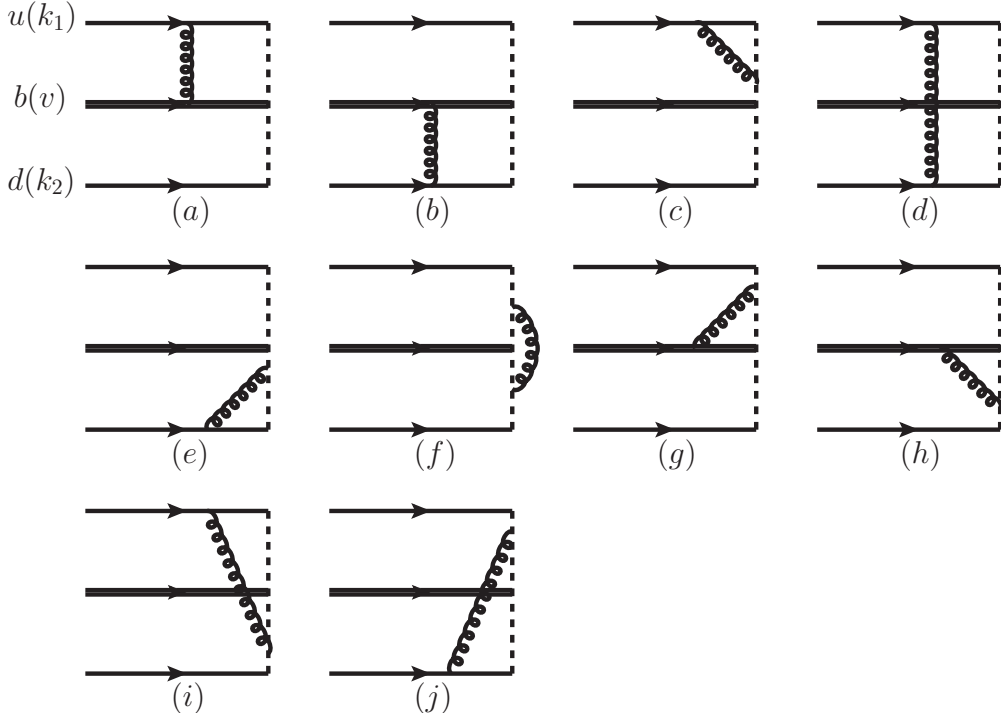 u(k₁)
b(v)
d(k₂)
(a) (b) (c) (d)
(e) (f) (g) (h)
(i) (j)